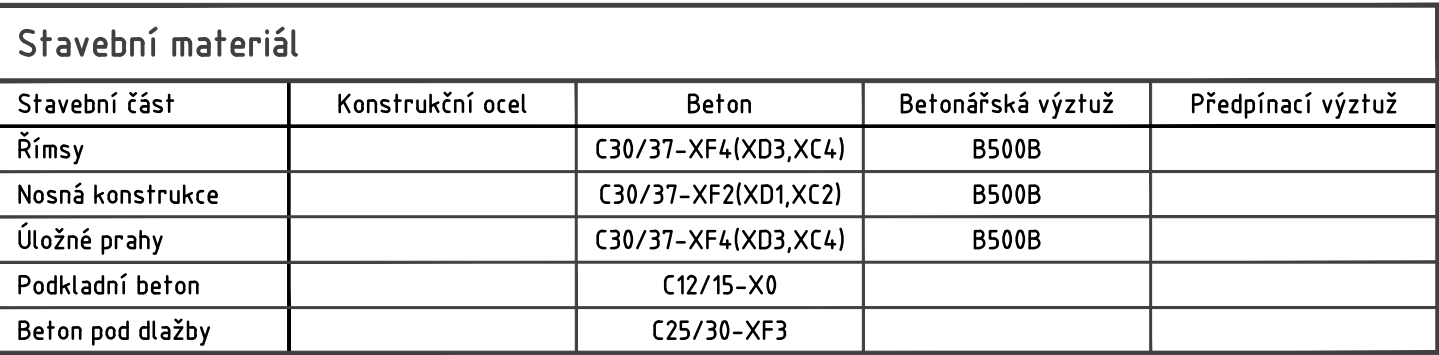 Stavební materiál
Stavební část Konstrukční ocel Beton Betonářská výztuž Předpínací výztuž
Římsy C30/37-XF4(XD3,XC4) B500B
Nosná konstrukce C30/37-XF2(XD1,XC2) B500B
Úložné prahy C30/37-XF4(XD3,XC4) B500B
Podkladní beton C12/15-X0
Beton pod dlažby C25/30-XF3